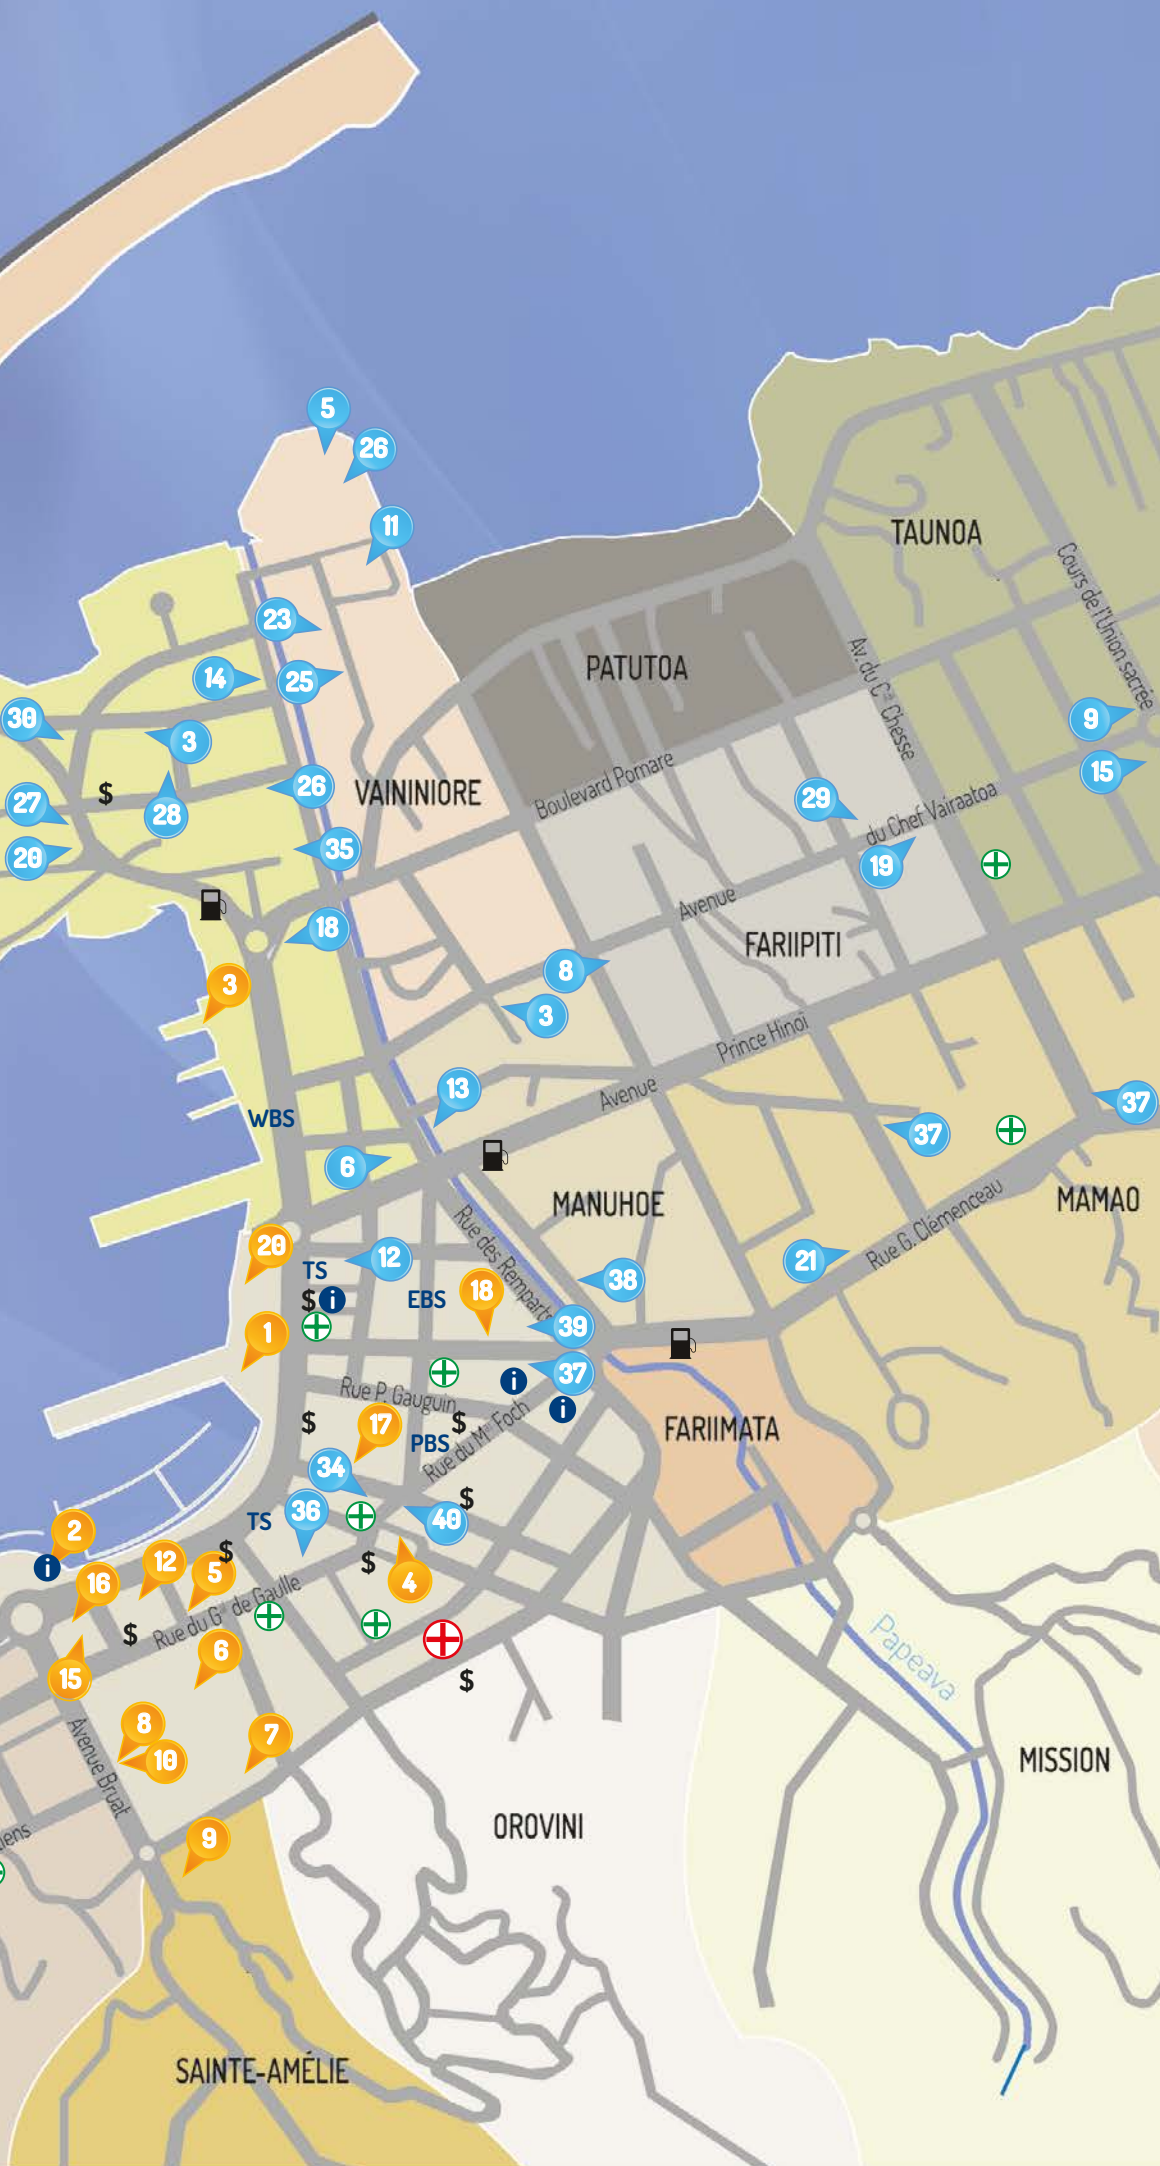 5
26
11
TAUNOA
Cours de l'Union sacrée
23
14
25
PATUTOA
Av. du Cdt Chesse
30
3
9
15
26
VAININIORE
Boulevard Pomare
$
27
28
29
du Chef Vairaatoa
20
35
19
18
Avenue
FARIIPITI
8
3
3
Prince Hinoi
13
Avenue
37
WBS
37
6
MANUHOE
MAMAO
Rue des Remparts
Rue G. Clémenceau
20
12
21
TS
$ i
EBS
18
38
1
39
i
37
Rue P. Gauguin
i
$
17
$
PBS
Rue du Mal Foch
FARIIMATA
34
36
TS
40
$
2
i
12
5
$
16
$
4
Rue du Gal de Gaulle
$
6
15
$
Papeava
8
10
7
Avenue Bruat
MISSION
9
OROVINI
iens
SAINTE-AMÉLIE